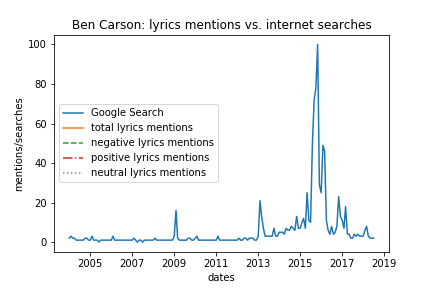 Ben Carson: lyrics mentions vs. internet searches
mentions/searches
100
80
60
40
20
0
Google Search
total lyrics mentions
negative lyrics mentions
positive lyrics mentions
neutral lyrics mentions
2005 2007 2009 2011 2013 2015 2017 2019
dates